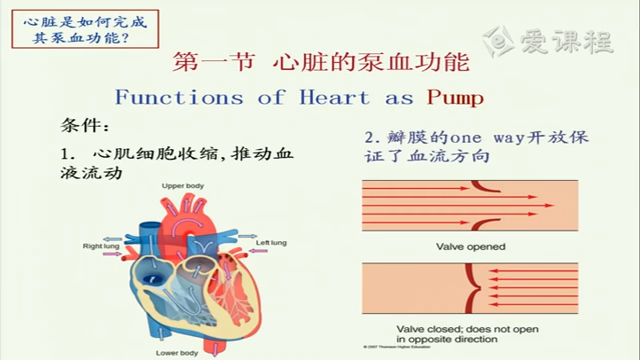 心脏是如何完成
其泵血功能？
爱课程
第一节 心脏的泵血功能
Functions of Heart as Pump
条件：
1. 心肌细胞收缩,推动血
液流动
2.瓣膜的one way开放保
证了血流方向
Upper body
Right lung
Left lung
Lower body
Valve opened
Valve closed; does not open
in opposite direction
© 2007 Thomson Higher Education